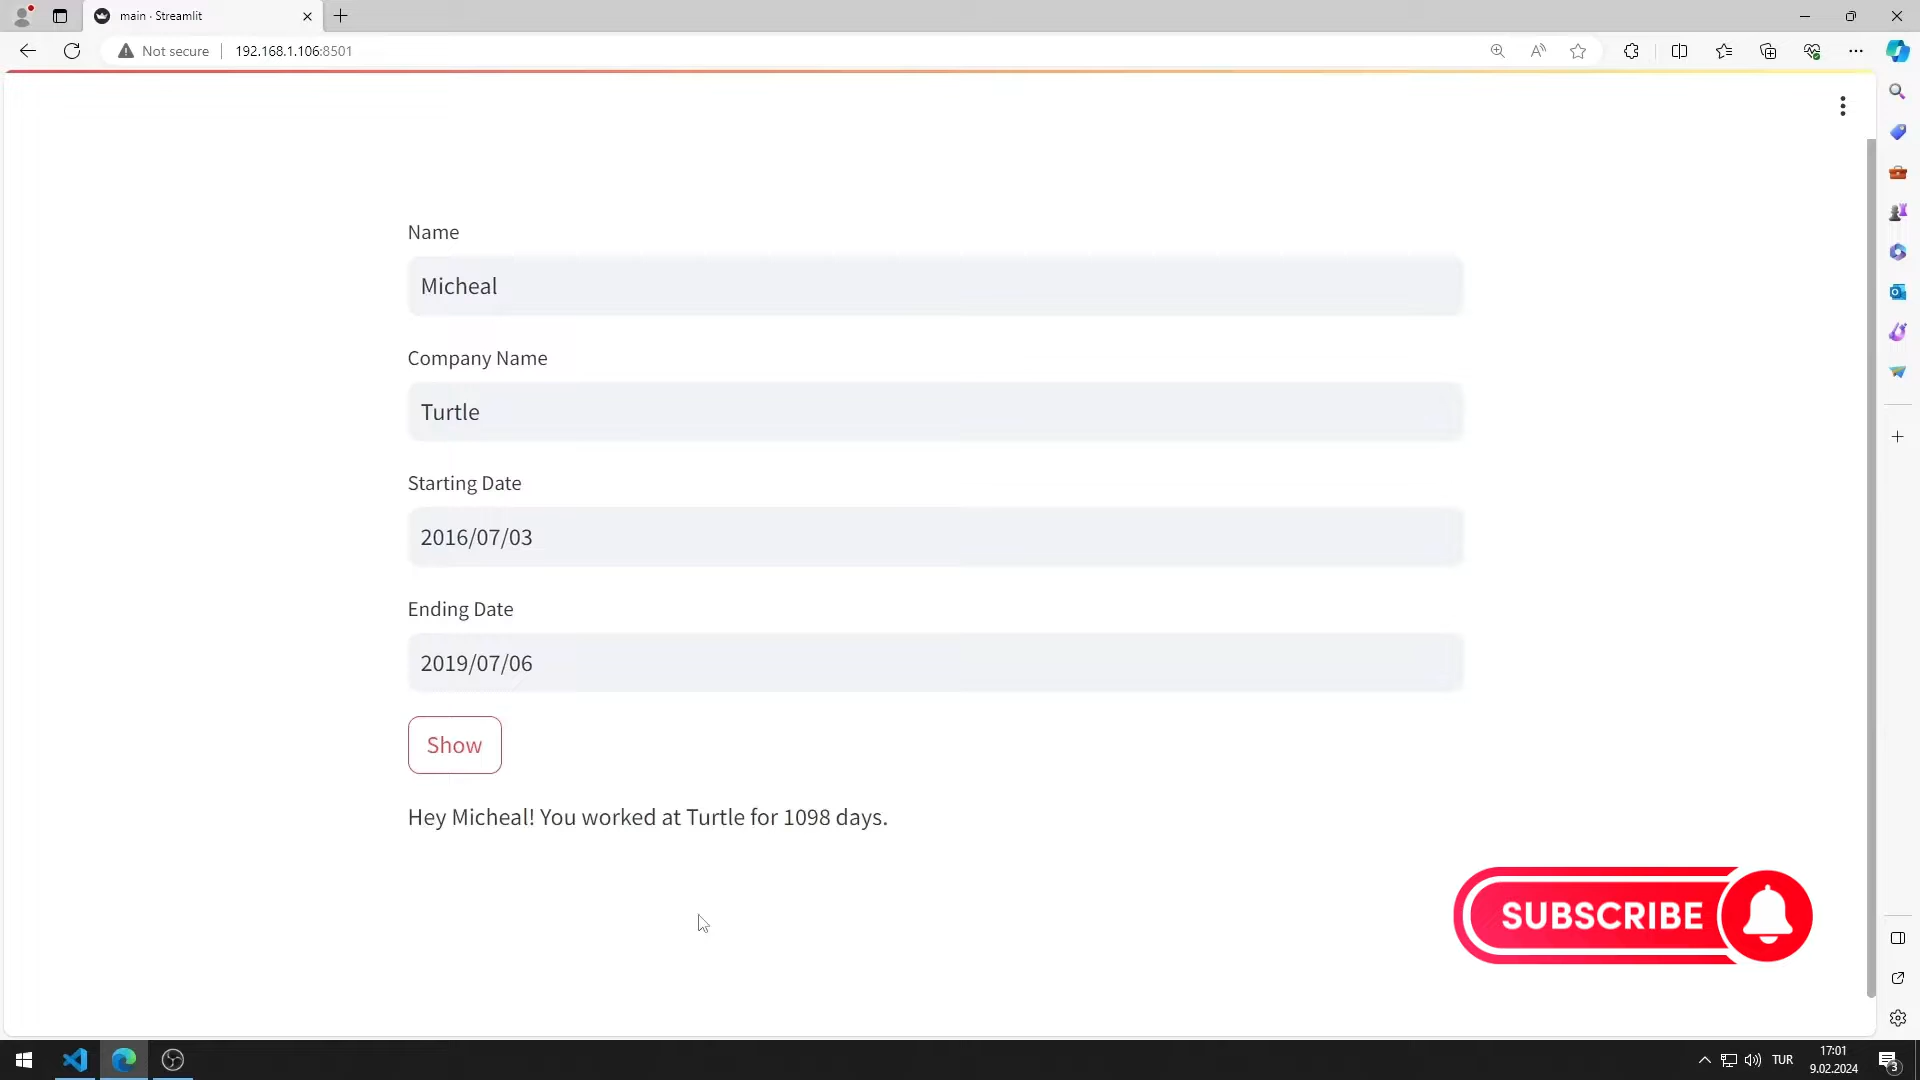 main · Streamlit
Not secure 192.168.1.106:8501
Name
Micheal
Company Name
Turtle
Starting Date
2016/07/03
Ending Date
2019/07/06
Show
Hey Micheal! You worked at Turtle for 1098 days.
SUBSCRIBE
TUR
17:01
9.02.2024
3